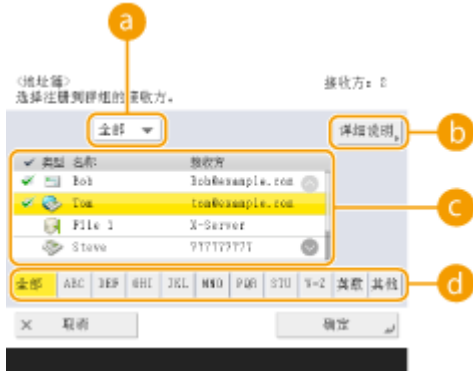 a
<地址簿>
选择注册到群组的接收方。
接收方: 2
全部
详细说明
b
类型 名称 接收方
Bob Bob@example.com
Tom tom@example.com
c
File 1 X-Server
Steve 777777777
全部 ABC DEF GHI JKL MNO PQR STU V-Z 英数 其他
d
× 取消
确定